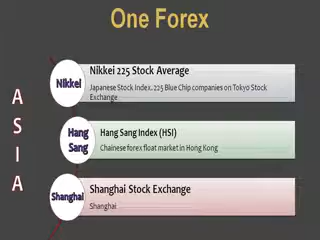 One Forex
ASIA
Nikkei
Nikkei 225 Stock Average
Japanese Stock Index. 225 Blue Chip companies on Tokyo Stock
Exchange
Hang
Sang
Hang Sang Index (HSI)
Chainese forex float market in Hong Kong
Shanghai
Shanghai Stock Exchange
Shanghai